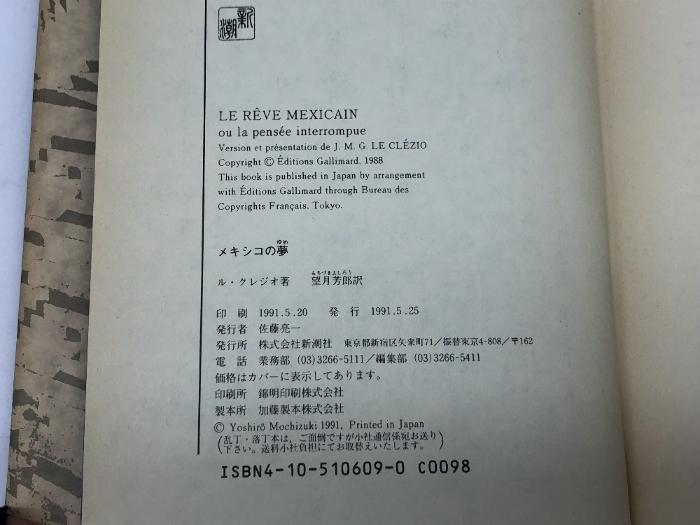 新潮
LE RÊVE MEXICAIN
ou la pensée interrompue
Version et présentation de J. M. G. LE CLÉZIO
Copyright © Éditions Gallimard, 1988
This book is published in Japan by arrangement
with Éditions Gallimard through Bureau des
Copyrights Français, Tokyo.
ゆめ
メキシコの夢
もちづきよしろう
ル・クレジオ著 望月芳郎訳
印刷 1991.5.20 発行 1991.5.25
発行者 佐藤亮一
発行所 株式会社新潮社 東京都新宿区矢来町71/振替東京4-808/〒162
電話 業務部 (03)3266-5111/編集部 (03)3266-5411
価格はカバーに表示してあります。
印刷所 錦明印刷株式会社
製本所 加藤製本株式会社
© Yoshirō Mochizuki 1991, Printed in Japan
(乱丁・落丁本は、ご面倒ですが小社通信係宛お送り
下さい。送料小社負担にてお取替えいたします。)
ISBN4-10-510609-0 C0098